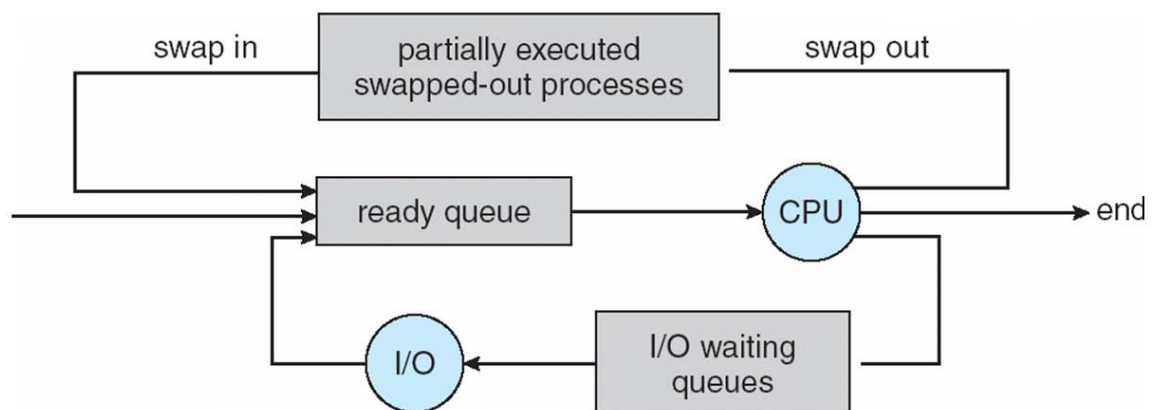 swap in
partially executed
swapped-out processes
swap out
ready queue
CPU
end
I/O
I/O waiting
queues